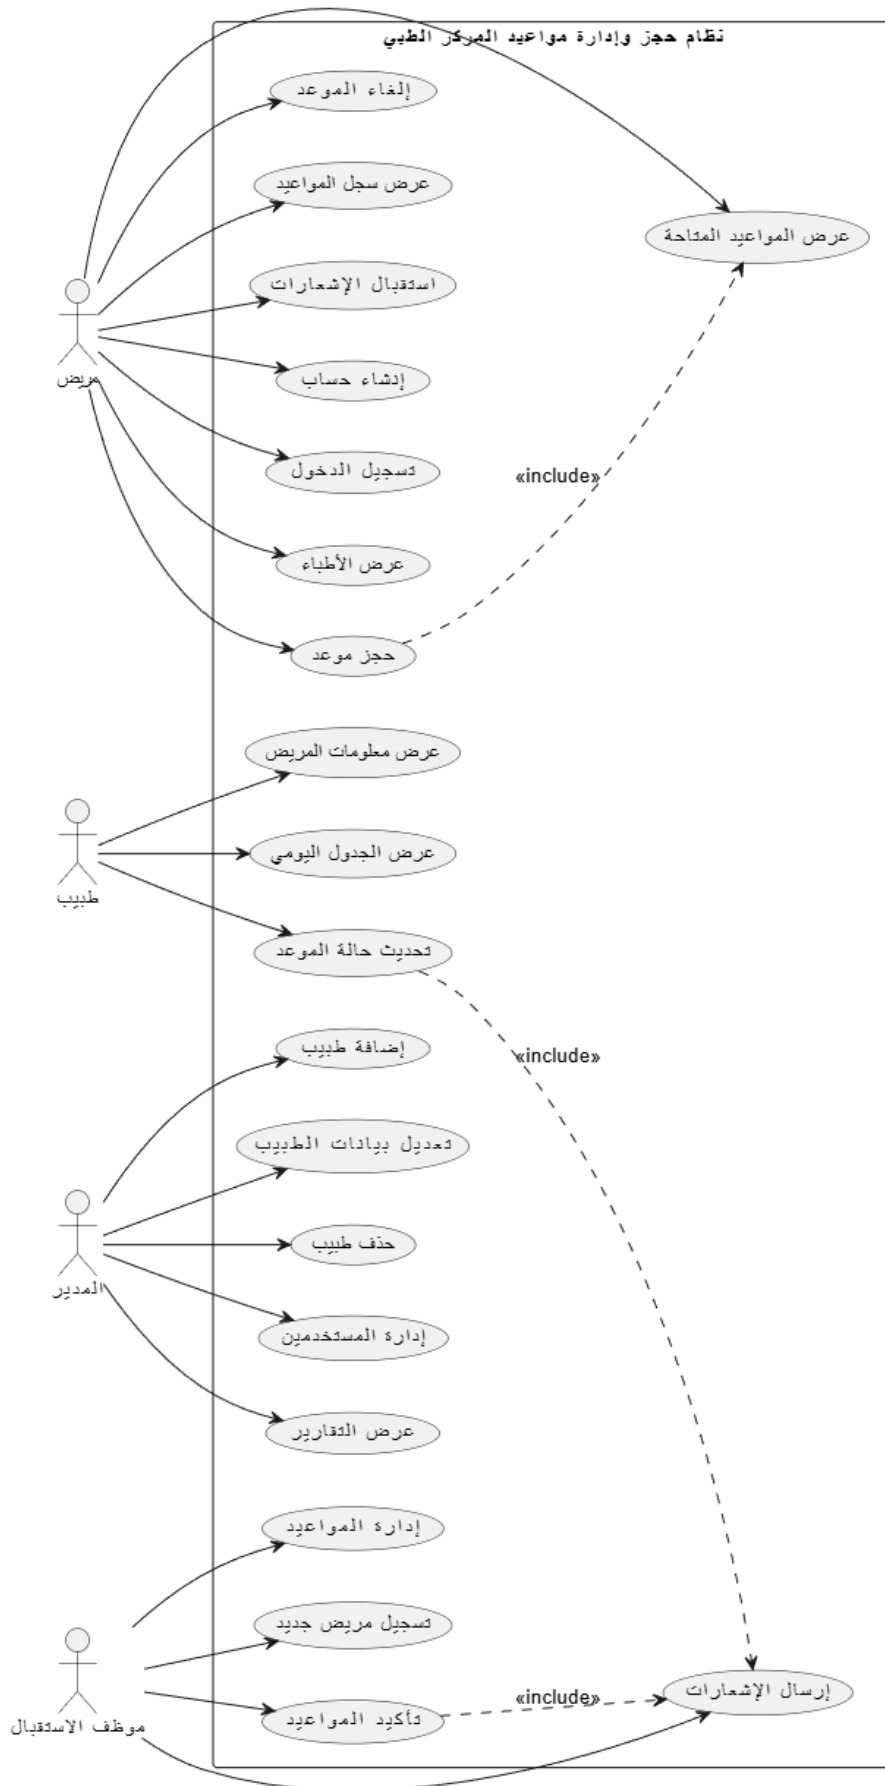 نظام حجز وإدارة مواعيد المركز الطبي
إلغاء الموعد
عرض سجل المواعيد
عرض المواعيد المتاحة
استقبال الإشعارات
إنشاء حساب
مريض
تسجيل الدخول
«include»
عرض الأطباء
حجز موعد
عرض معلومات المريض
عرض الجدول اليومي
طبيب
تحديث حالة الموعد
إضافة طبيب
«include»
تعديل بيانات الطبيب
حذف طبيب
المدير
إدارة المستخدمين
عرض التقارير
إدارة المواعيد
تسجيل مريض جديد
إرسال الإشعارات
«include»
تأكيد المواعيد
موظف الاستقبال